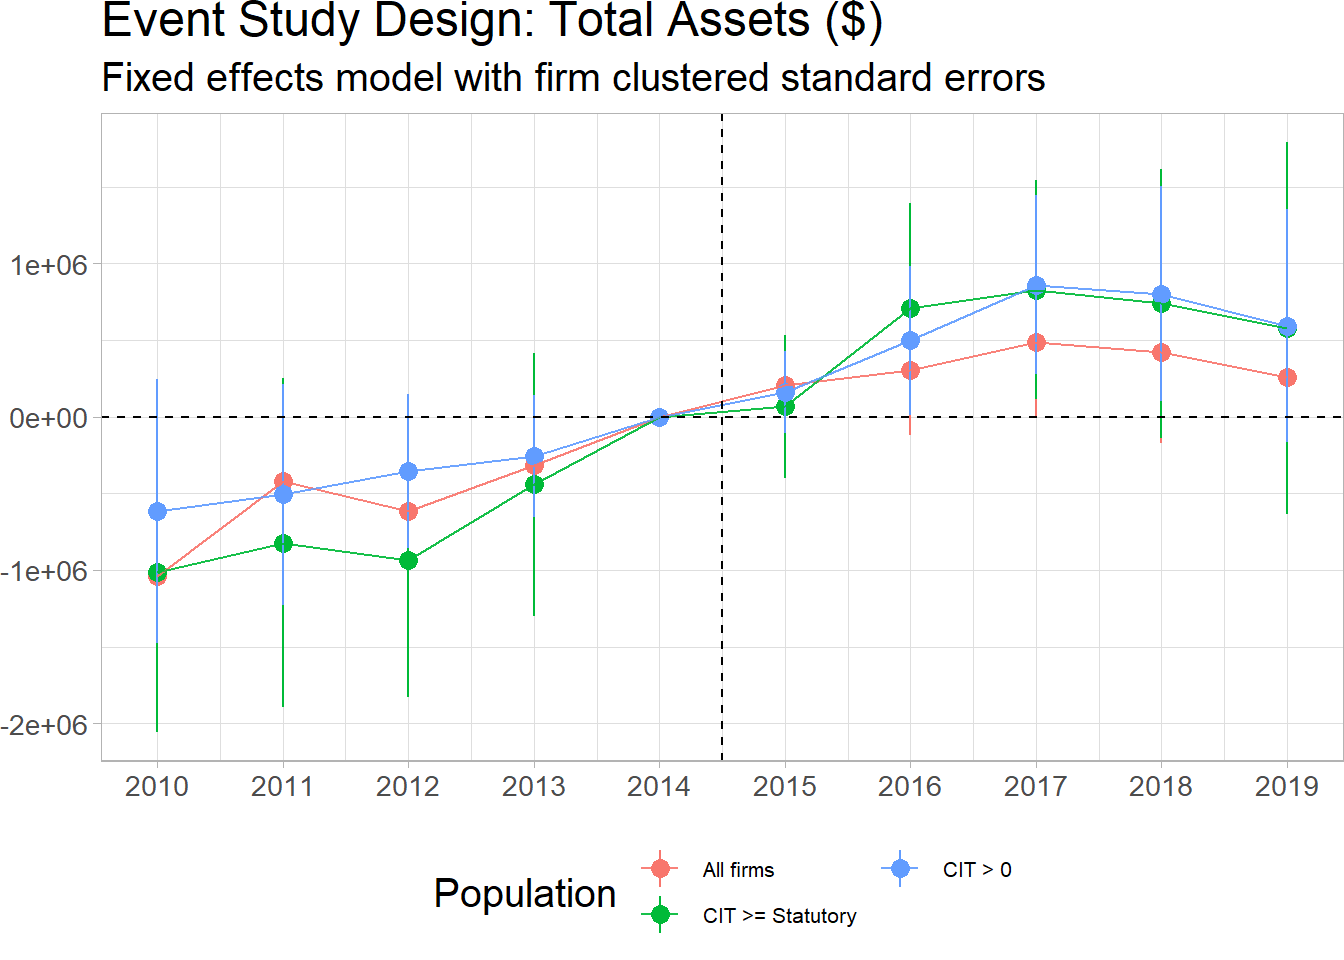 Event Study Design: Total Assets ($)
Fixed effects model with firm clustered standard errors
1e+06
0e+00
-1e+06
-2e+06
2010 2011 2012 2013 2014 2015 2016 2017 2018 2019
Population
All firms
CIT >= Statutory
CIT > 0